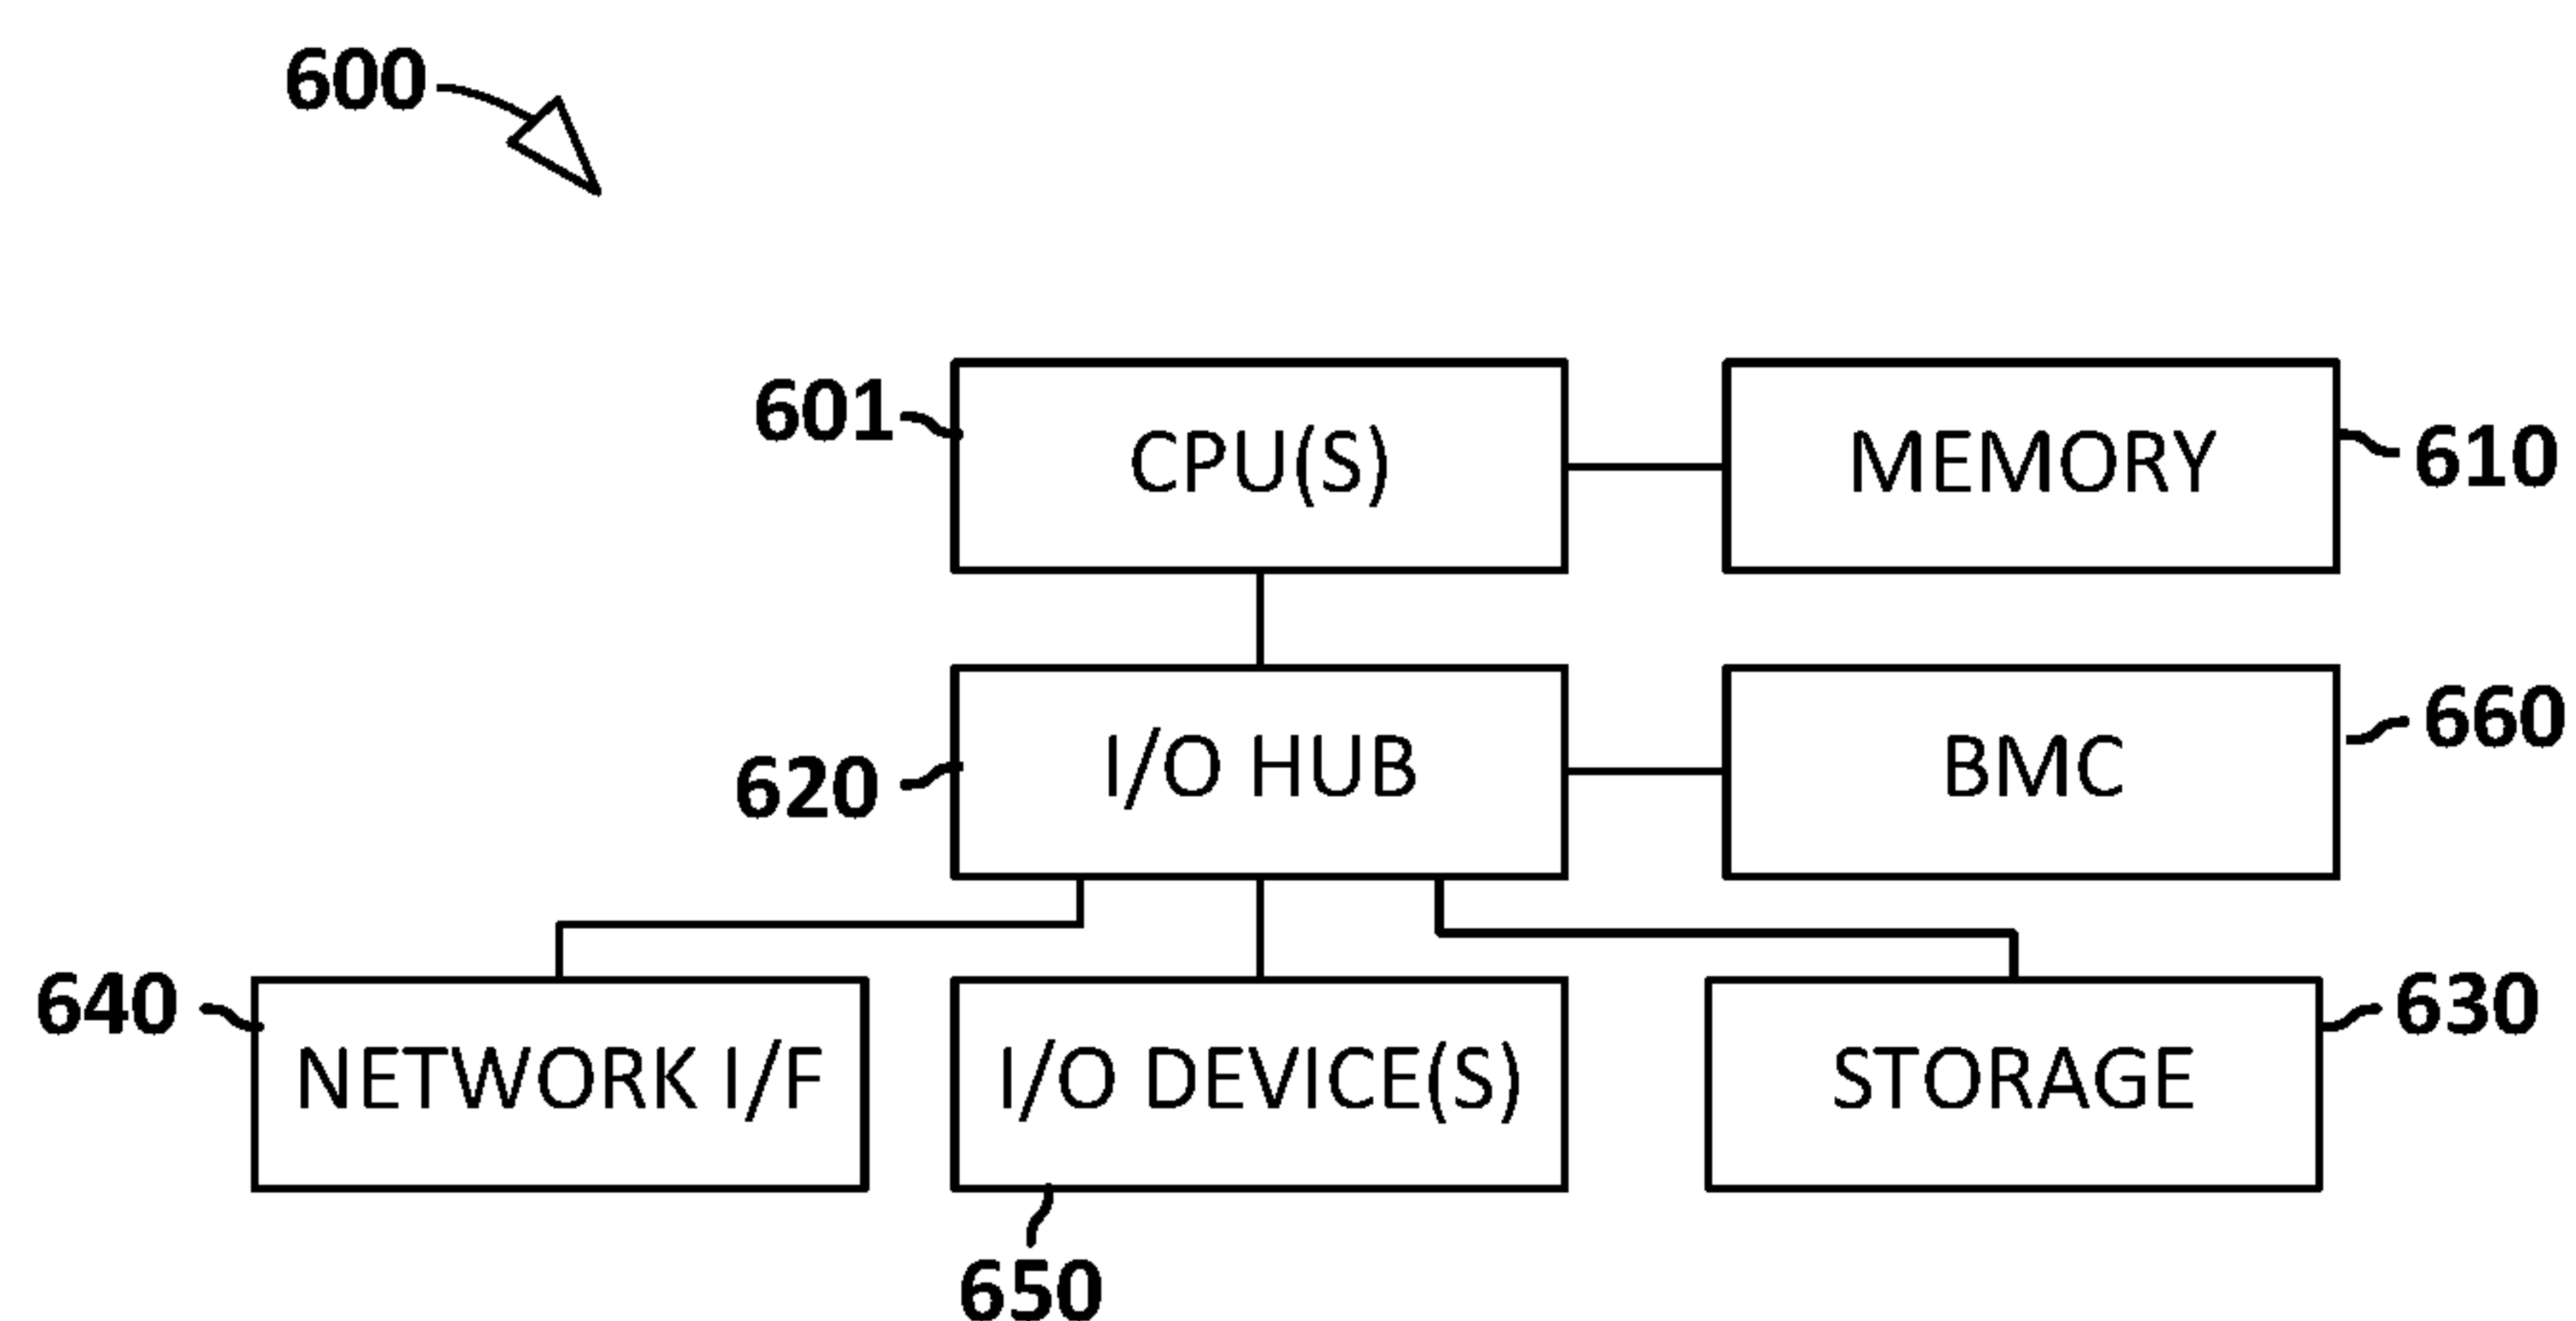 600
601
CPU(S)
MEMORY
610
620
I/O HUB
BMC
660
640
NETWORK I/F
I/O DEVICE(S)
STORAGE
630
650